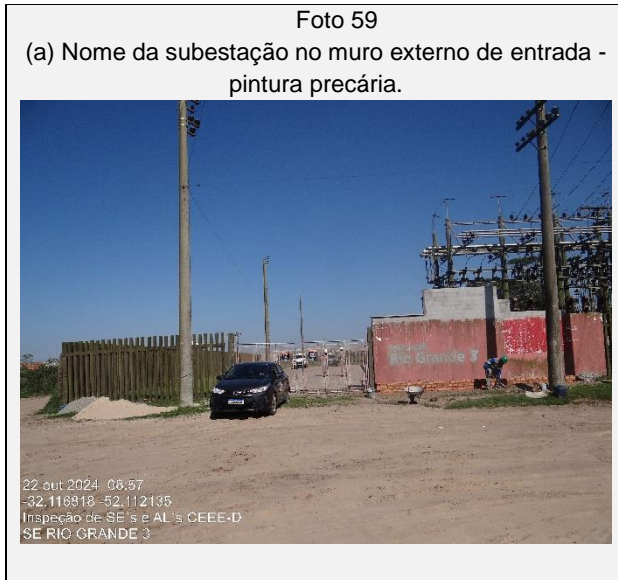 Foto 59
(a) Nome da subestação no muro externo de entrada -
pintura precária.
Rio Grande 3
22 out 2024 08:57
-32,116818 -52,112135
Inspeção de SE's e AL's CEEE-D
SE RIO GRANDE 3